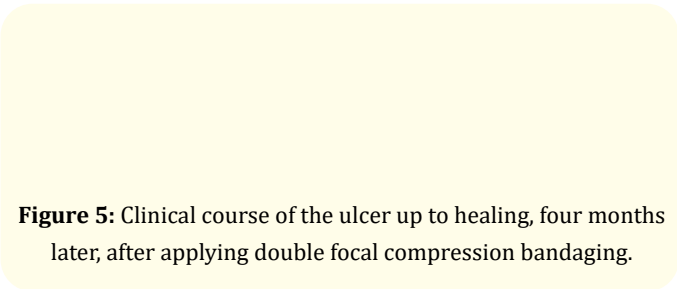 Figure 5: Clinical course of the ulcer up to healing, four months
later, after applying double focal compression bandaging.